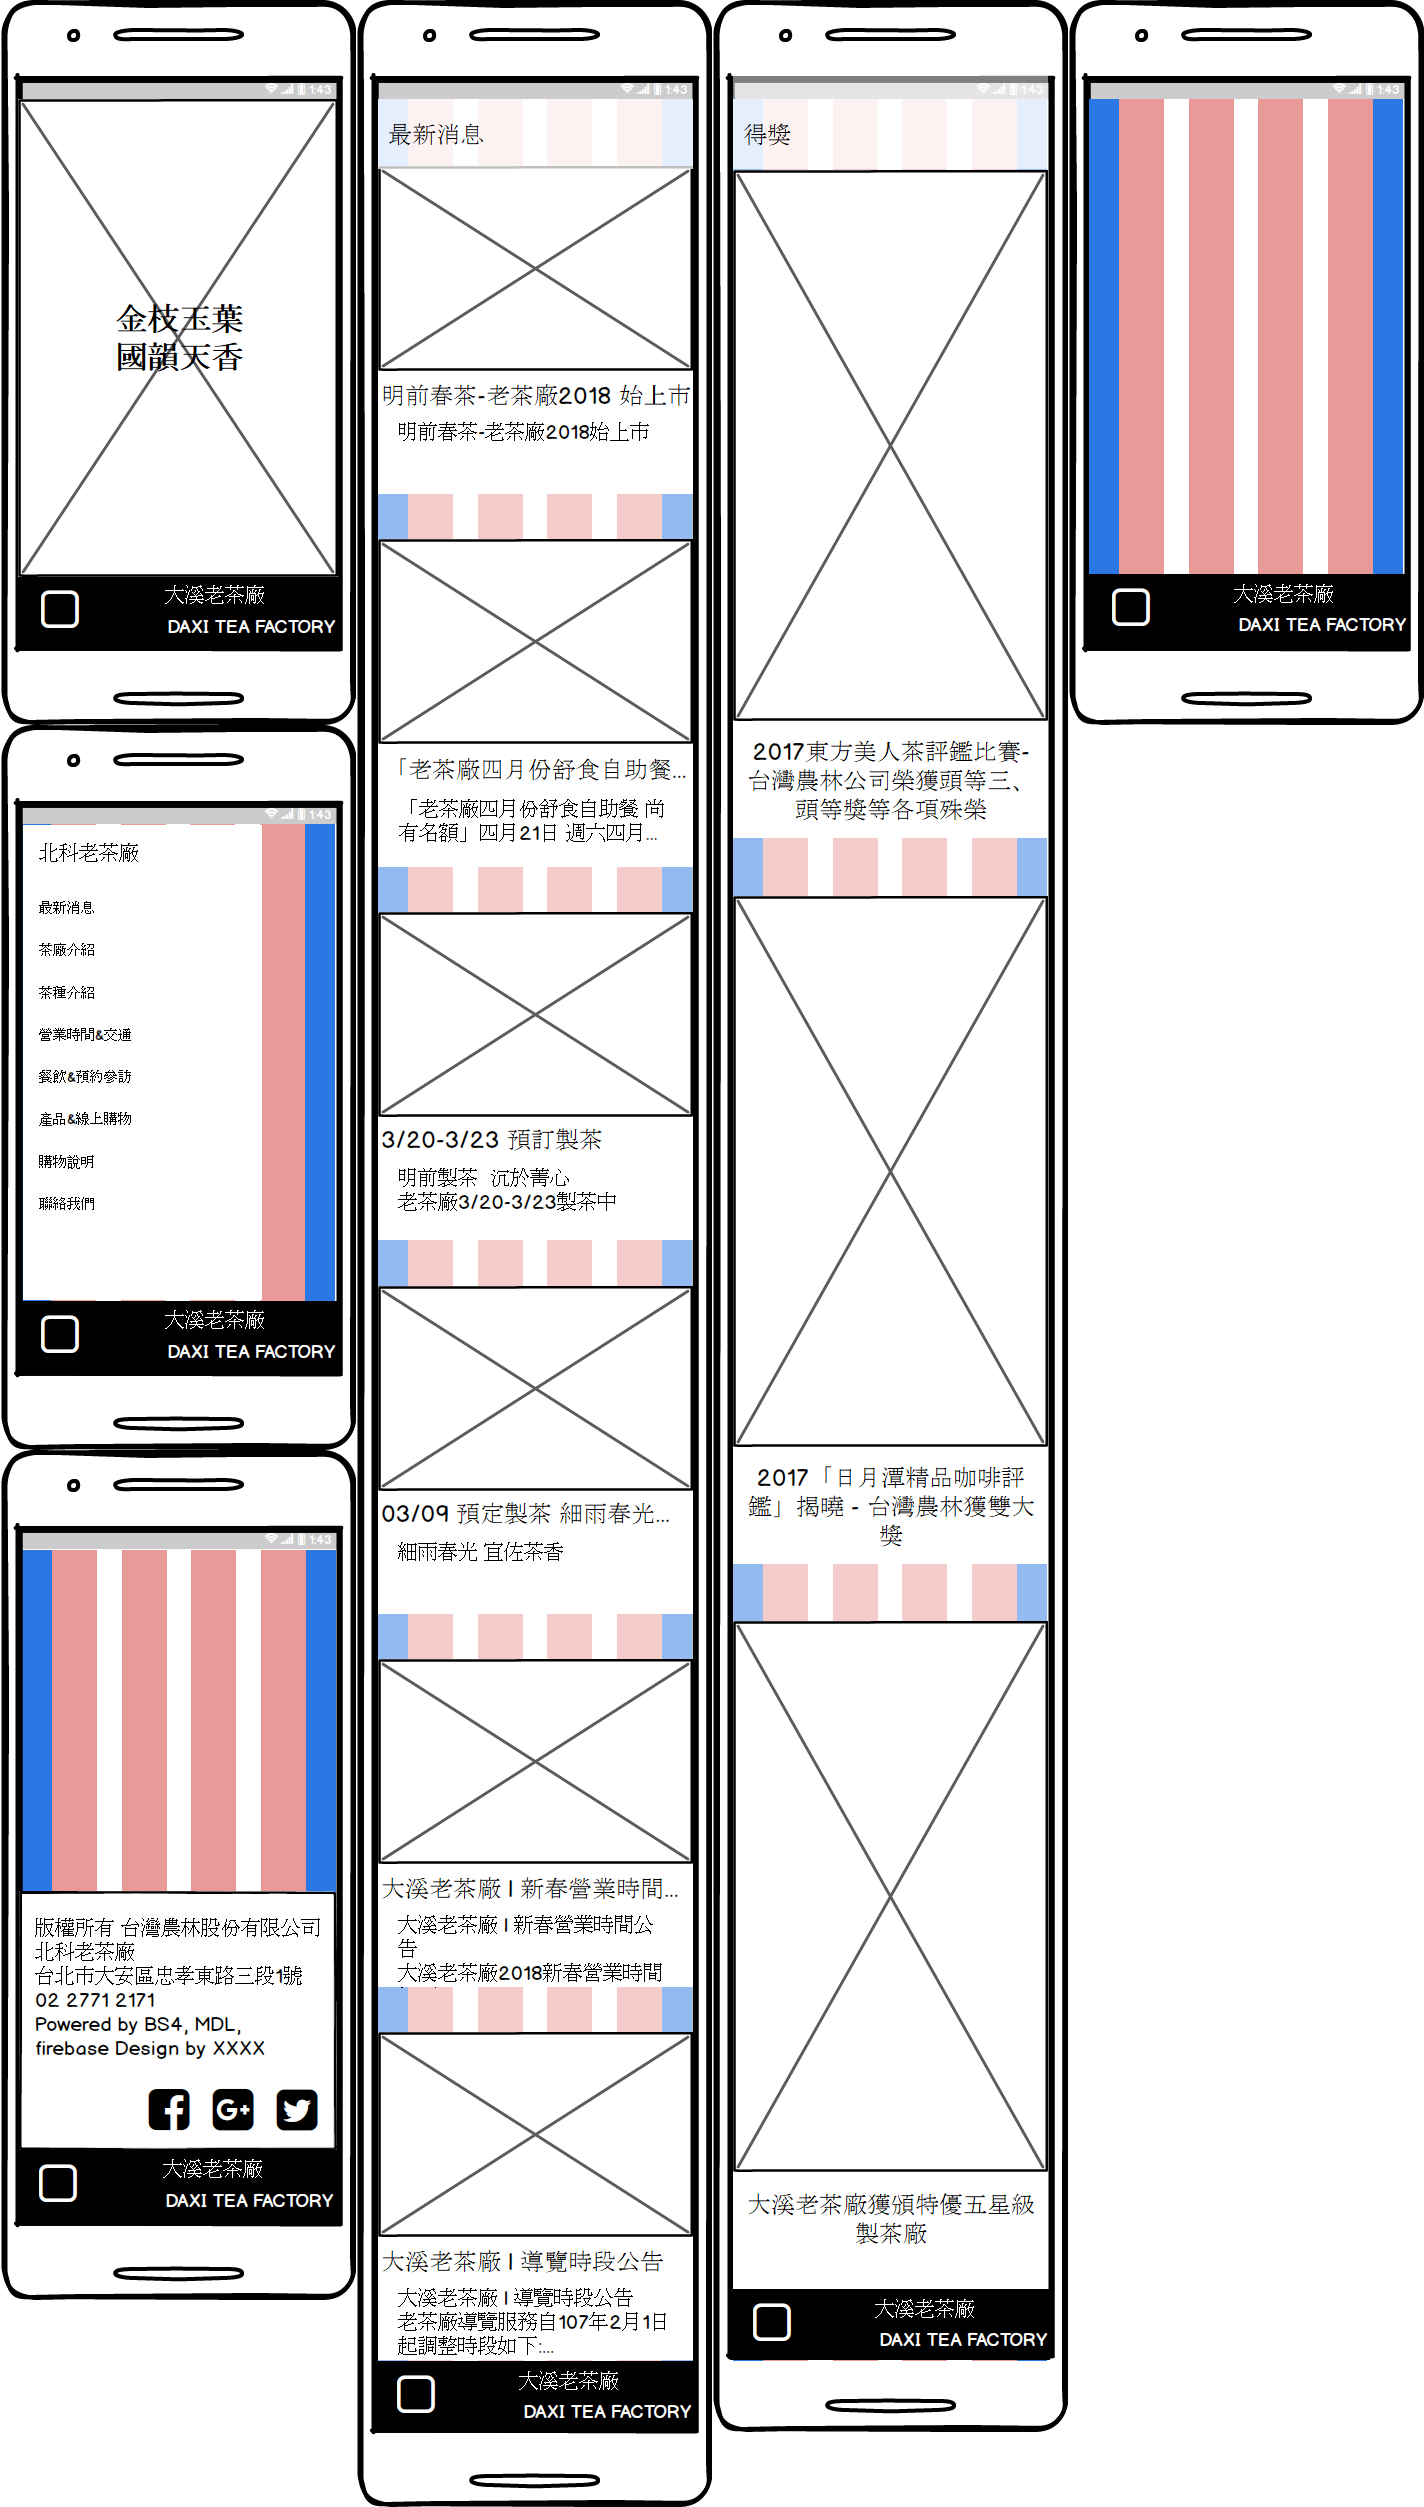 1:43
金枝玉葉
國韻天香
大溪老茶廠
DAXI TEA FACTORY
1:43
北科老茶廠
最新消息
茶廠介紹
茶種介紹
營業時間&交通
餐飲&預約參訪
產品&線上購物
購物說明
聯絡我們
大溪老茶廠
DAXI TEA FACTORY
1:43
版權所有 台灣農林股份有限公司
北科老茶廠
台北市大安區忠孝東路三段1號
02 2771 2171
Powered by BS4, MDL,
firebase Design by XXXX
大溪老茶廠
DAXI TEA FACTORY
1:43
最新消息
明前春茶-老茶廠2018 始上市
明前春茶-老茶廠2018始上市
「老茶廠四月份舒食自助餐...
「老茶廠四月份舒食自助餐 尚
有名額」四月21日 週六四月...
3/20-3/23 預訂製茶
明前製茶 沉於菁心
老茶廠3/20-3/23製茶中
03/09 預定製茶 細雨春光...
細雨春光 宜佐茶香
大溪老茶廠 l 新春營業時間...
大溪老茶廠 l 新春營業時間公
告
大溪老茶廠2018新春營業時間
大溪老茶廠 l 導覽時段公告
大溪老茶廠 l 導覽時段公告
老茶廠導覽服務自107年2月1日
起調整時段如下:...
大溪老茶廠
DAXI TEA FACTORY
1:43
得獎
2017東方美人茶評鑑比賽-
台灣農林公司榮獲頭等三、
頭等獎等各項殊榮
2017「日月潭精品咖啡評
鑑」揭曉 - 台灣農林獲雙大
獎
大溪老茶廠獲頒特優五星級
製茶廠
大溪老茶廠
DAXI TEA FACTORY
1:43
大溪老茶廠
DAXI TEA FACTORY